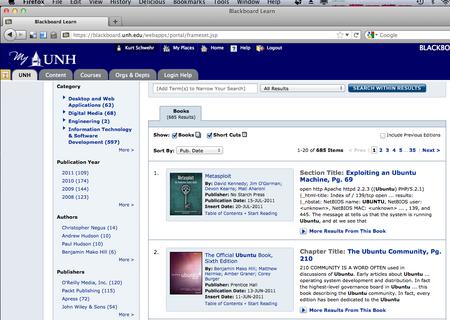 Firefox File Edit View History Delicious Bookmarks Tools Window Help
Blackboard Learn
Blackboard Learn
https://blackboard.unh.edu/webapps/portal/frameset.jsp
Google
Kurt Schwehr My Places Home Help Logout
BLACKBO
My UNH
UNH Content Courses Orgs & Depts Login Help
[Add Term(s) to Narrow Your Search] All Results SEARCH WITHIN RESULTS
Category
Desktop and Web Applications (63)
Digital Media (68)
Engineering (2)
Information Technology & Software Development (597)
More >
Publication Year
2011 (109)
2010 (174)
2009 (144)
2008 (123)
More >
Authors
Christopher Negus (14)
Andrew Hudson (10)
Paul Hudson (10)
Benjamin Mako Hill (6)
More >
Publishers
O'Reilly Media, Inc. (120)
Packt Publishing (115)
Apress (72)
John Wiley & Sons (54)
Books
(685 Results)
Show: Books Short Cuts
Include Previous Editions
Sort By: Pub. Date
1-20 of 685 Items
< Prev 1 2 3 4 5 ..35 Next >
1.
Metasploit
By: David Kennedy; Jim O'Gorman;
Devon Kearns; Mati Aharoni
Publisher: No Starch Press
Publication Date: 15-JUL-2011
Insert Date: 20-JUL-2011
Table of Contents • Start Reading
Section Title: Exploiting an Ubuntu
Machine, Pg. 69
open http Apache httpd 2.2.3 ((Ubuntu) PHP/5.2.1)
|_html-title: Index of / 139/tcp open ... results:
|_nbstat: NetBIOS name: UBUNTU, NetBIOS user:
<unknown>, NetBIOS MAC: <unknown> ... , 139, and
445. The message at tells us that the system is running
Ubuntu, and at we see that
More Results From This Book
2.
The Official Ubuntu Book,
Sixth Edition
By: Benjamin Mako Hill; Matthew
Helmke; Amber Graner; Corey
Burger
Publisher: Prentice Hall
Publication Date: 13-JUN-2011
Insert Date: 11-JUN-2011
Table of Contents • Start Reading
Chapter Title: The Ubuntu Community, Pg.
210
210 COMMUNITY IS A WORD OFTEN used in
discussions of Ubuntu. Early articles about Ubuntu ...
operating system development and distribution. In fact
the highest-level governance board in Ubuntu ... this
book describing the Ubuntu community, In fact, every
edition has been dedicated to the Ubuntu
More Results From This Book